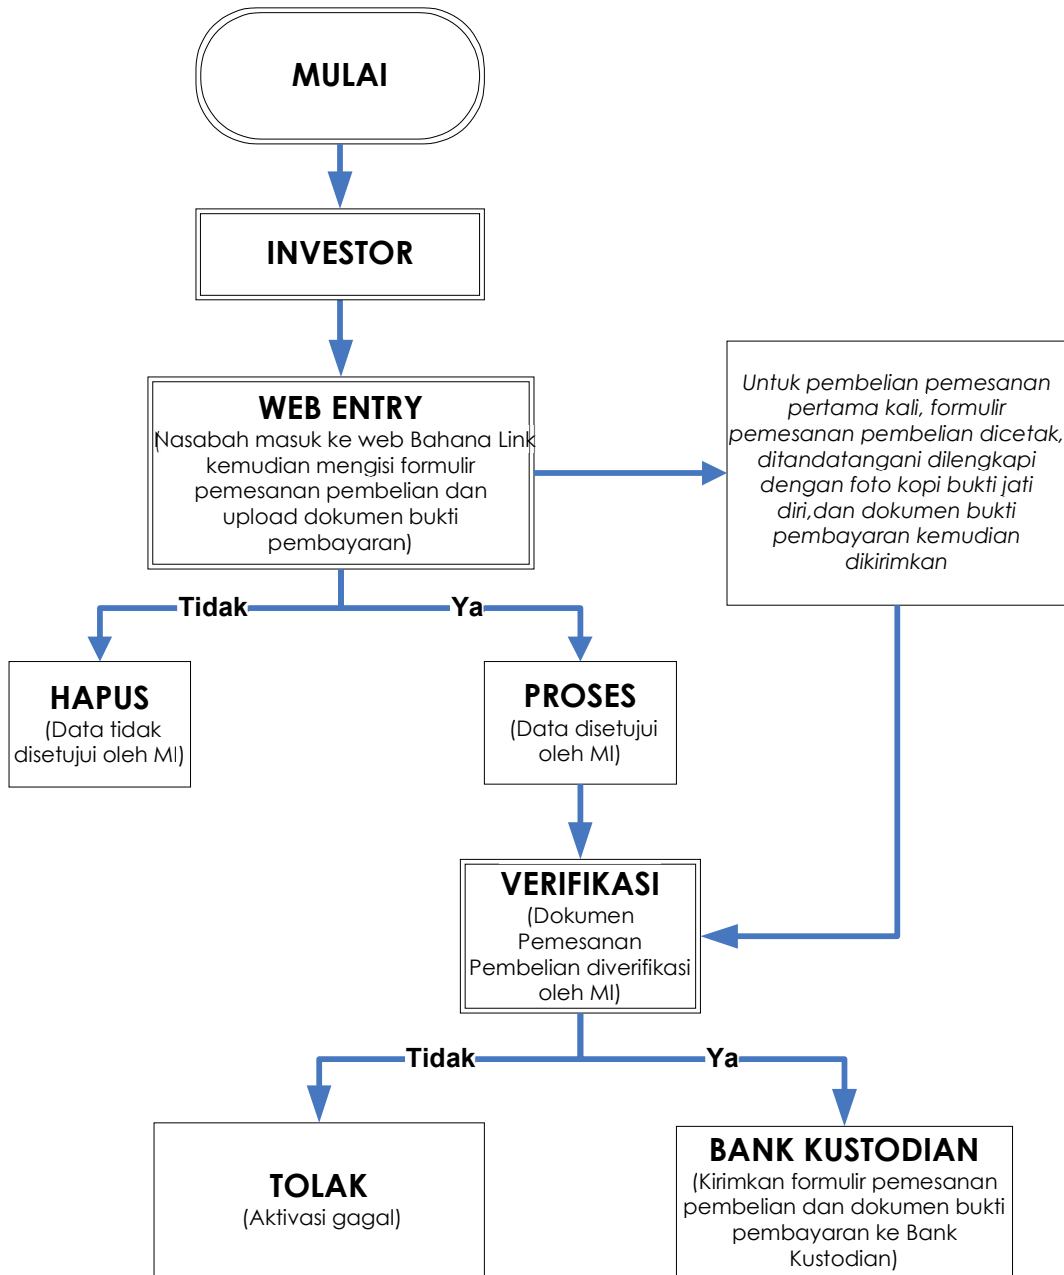 MULAI
INVESTOR
WEB ENTRY
(Nasabah masuk ke web Bahana Link
kemudian mengisi formulir
pemesanan pembelian dan
upload dokumen bukti
pembayaran)
Untuk pembelian pemesanan
pertama kali, formulir
pemesanan pembelian dicetak,
ditandatangani dilengkapi
dengan foto kopi bukti jati
diri,dan dokumen bukti
pembayaran kemudian
dikirimkan
Tidak
Ya
HAPUS
(Data tidak
disetujui oleh MI)
PROSES
(Data disetujui
oleh MI)
VERIFIKASI
(Dokumen
Pemesanan
Pembelian diverifikasi
oleh MI)
Tidak
Ya
TOLAK
(Aktivasi gagal)
BANK KUSTODIAN
(Kirimkan formulir pemesanan
pembelian dan dokumen bukti
pembayaran ke Bank
Kustodian)